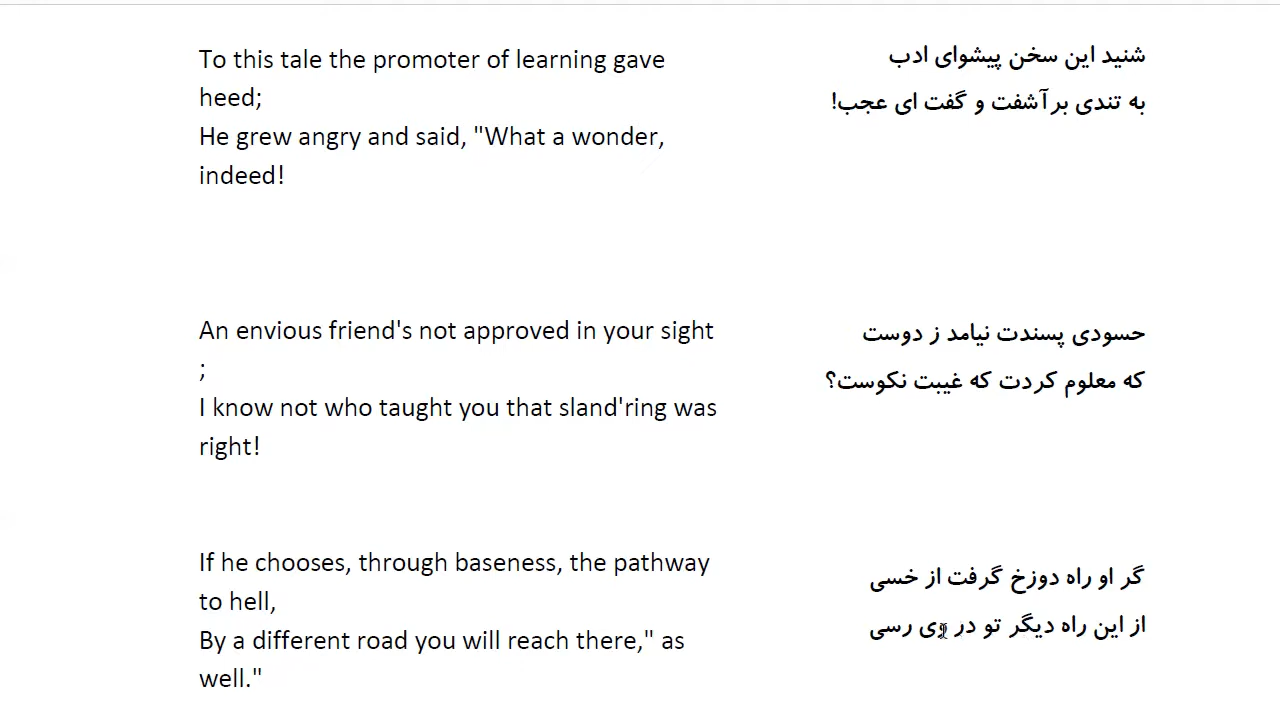 To this tale the promoter of learning gave
heed;
He grew angry and said, "What a wonder,
indeed!
شنید این سخن پیشوای ادب
به تندی برآشفت و گفت ای عجب!
An envious friend's not approved in your sight
;
I know not who taught you that sland'ring was
right!
حسودی پسندت نیامد ز دوست
که معلوم کردت که غیبت نکوست؟
If he chooses, through baseness, the pathway
to hell,
By a different road you will reach there," as
well."
گر او راه دوزخ گرفت از خسی
از این راه دیگر تو در وی رسی